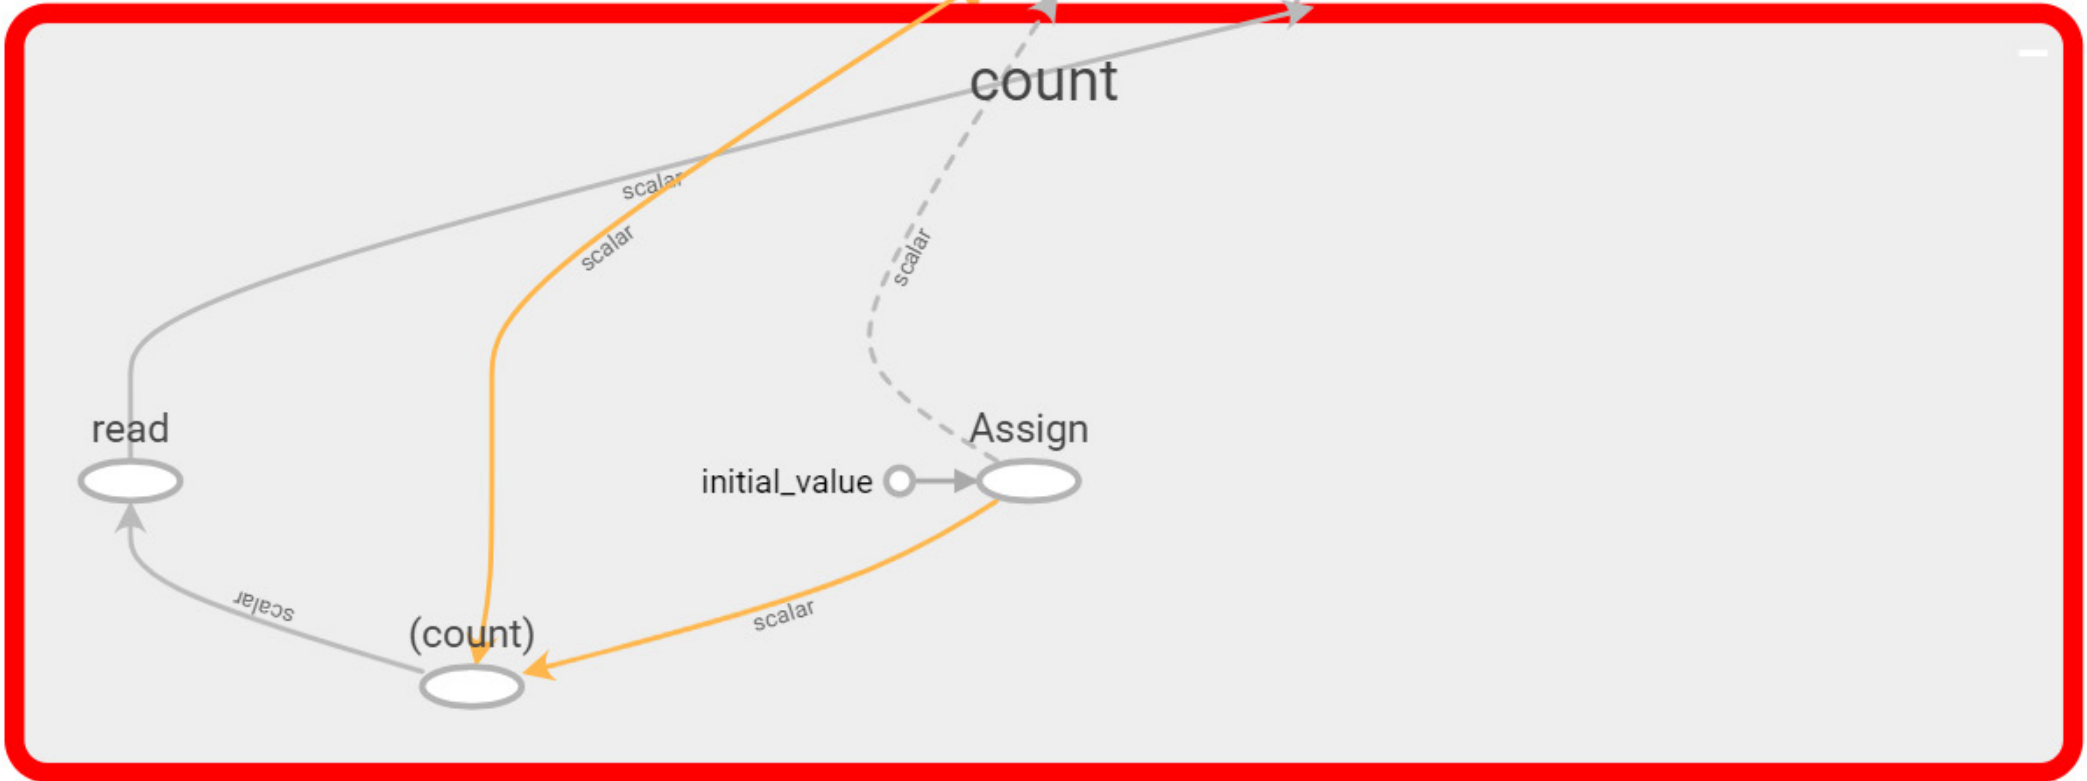 count
scalar
scalar
scalar
read
Assign
initial_value
scalar
scalar
(count)